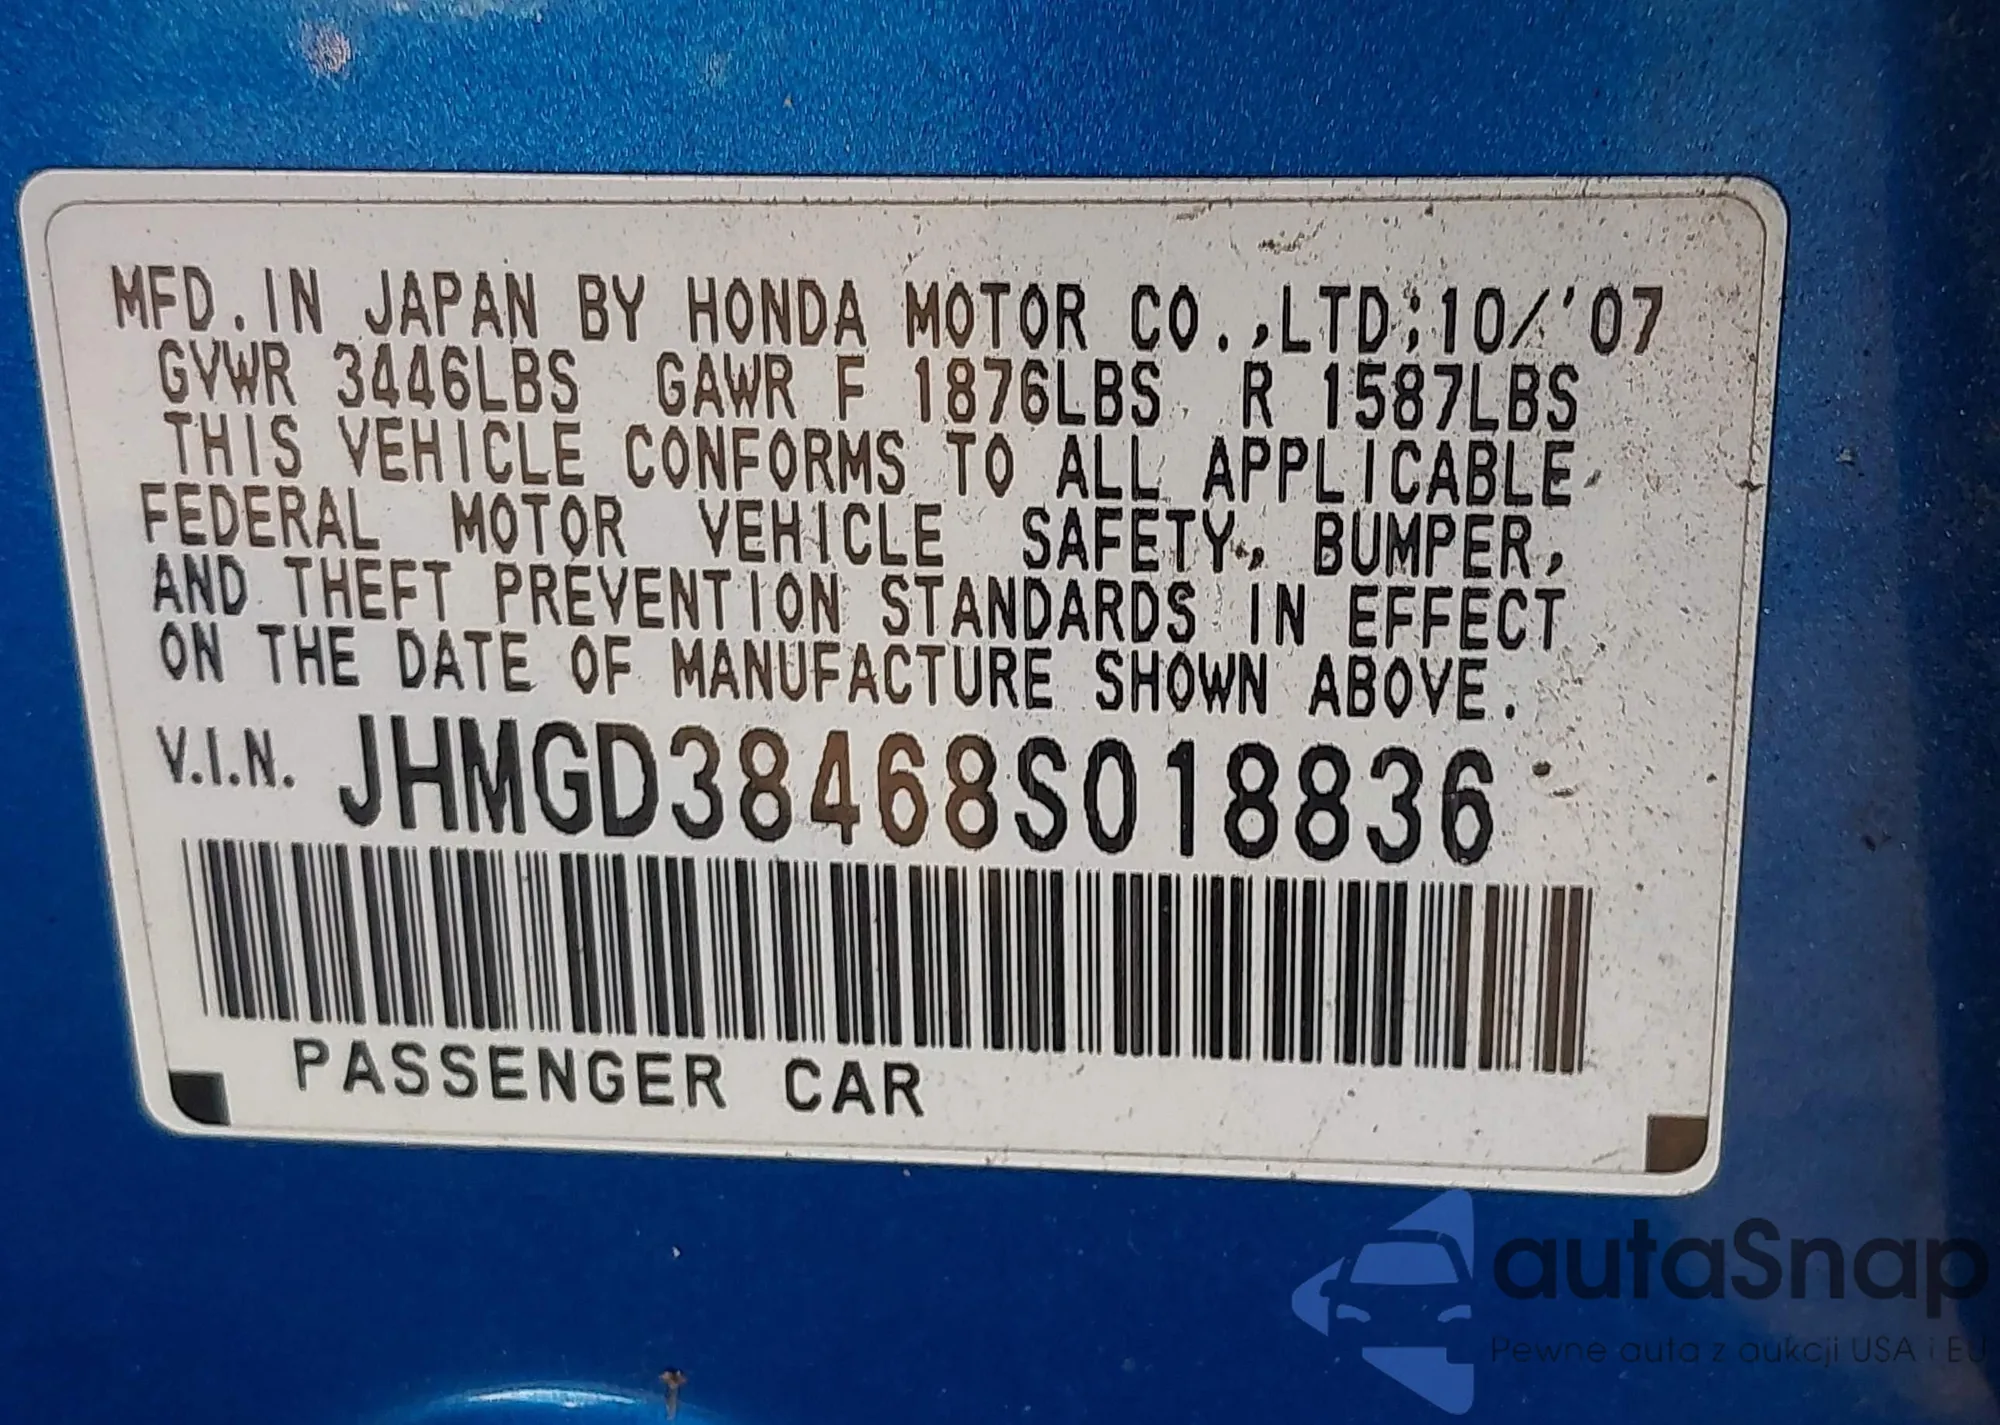 MFD. IN JAPAN BY HONDA MOTOR CO.,LTD;10/'07
GVWR 3446LBS GAWR F 1876LBS R 1587LBS
THIS VEHICLE CONFORMS TO ALL APPLICABLE
FEDERAL MOTOR VEHICLE SAFETY, BUMPER,
AND THEFT PREVENTION STANDARDS IN EFFECT
ON THE DATE OF MANUFACTURE SHOWN ABOVE.
V.I.N. JHMGD38468S018836
PASSENGER CAR
autaSnap
Pewne auta z aukcji USA i EU